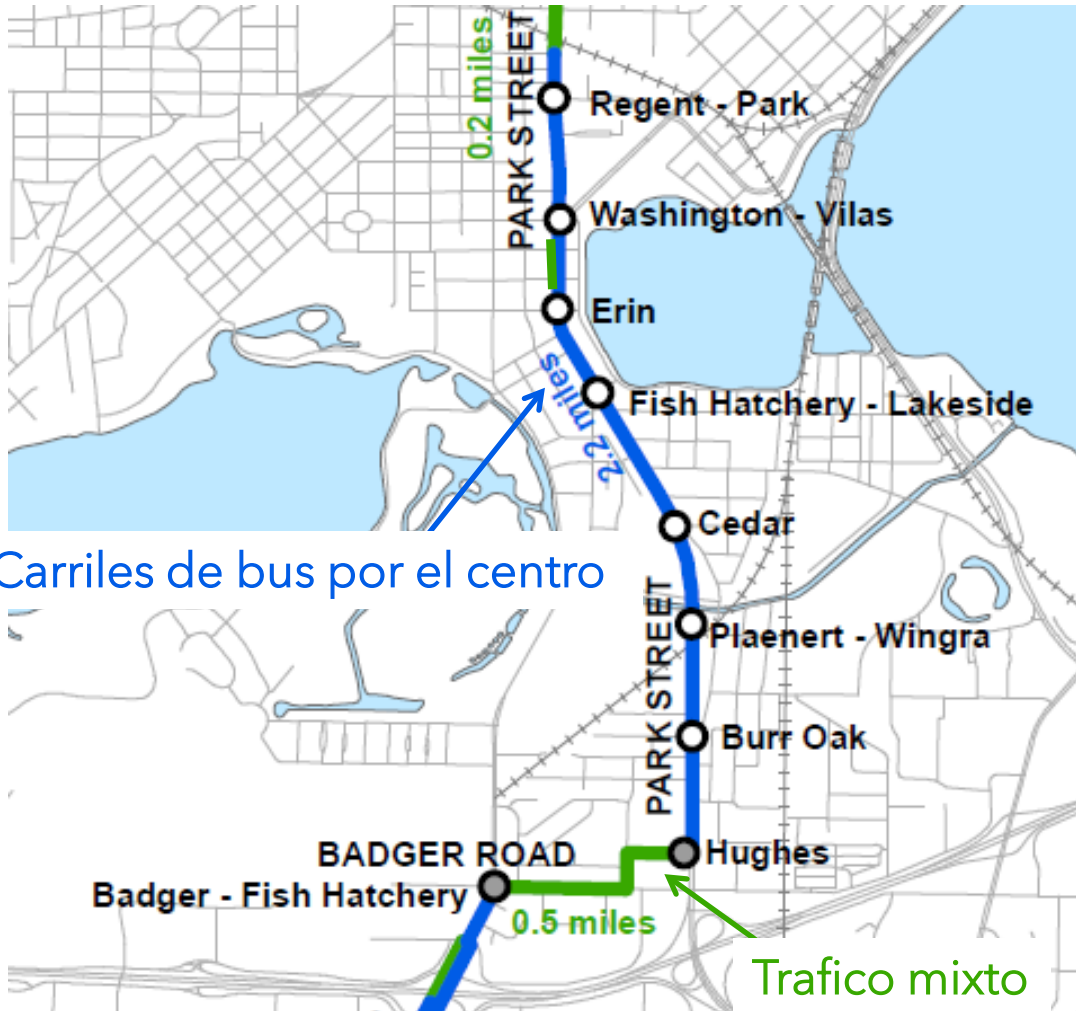 0.2 miles
PARK STREET
Regent - Park
Washington - Vilas
Erin
2.2 miles
Fish Hatchery - Lakeside
Cedar
Carriles de bus por el centro
Plaenert - Wingra
PARK STREET
Burr Oak
Hughes
BADGER ROAD
Badger - Fish Hatchery
0.5 miles
Trafico mixto